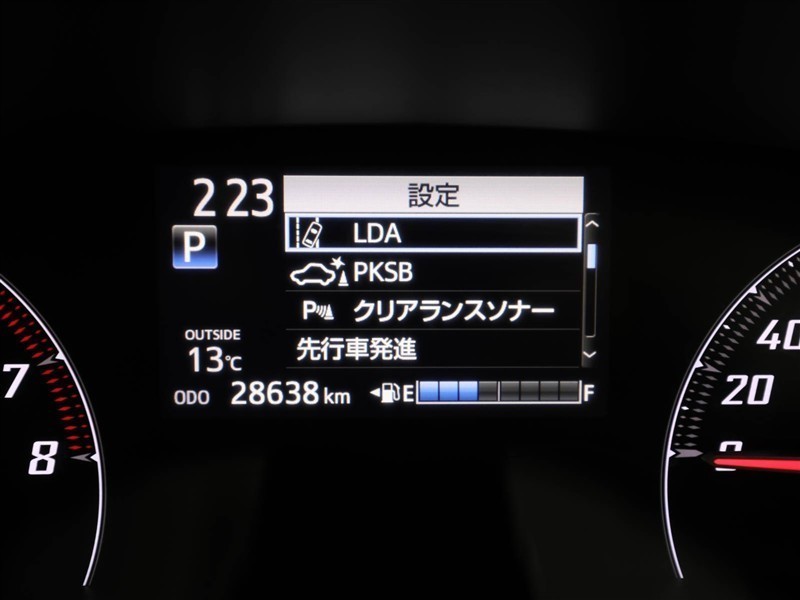 2 23
設定
P
LDA
PKSB
P クリアランスソナー
先行車発進
OUTSIDE
13℃
ODO 28638 km
E F
7
8
40
20
0